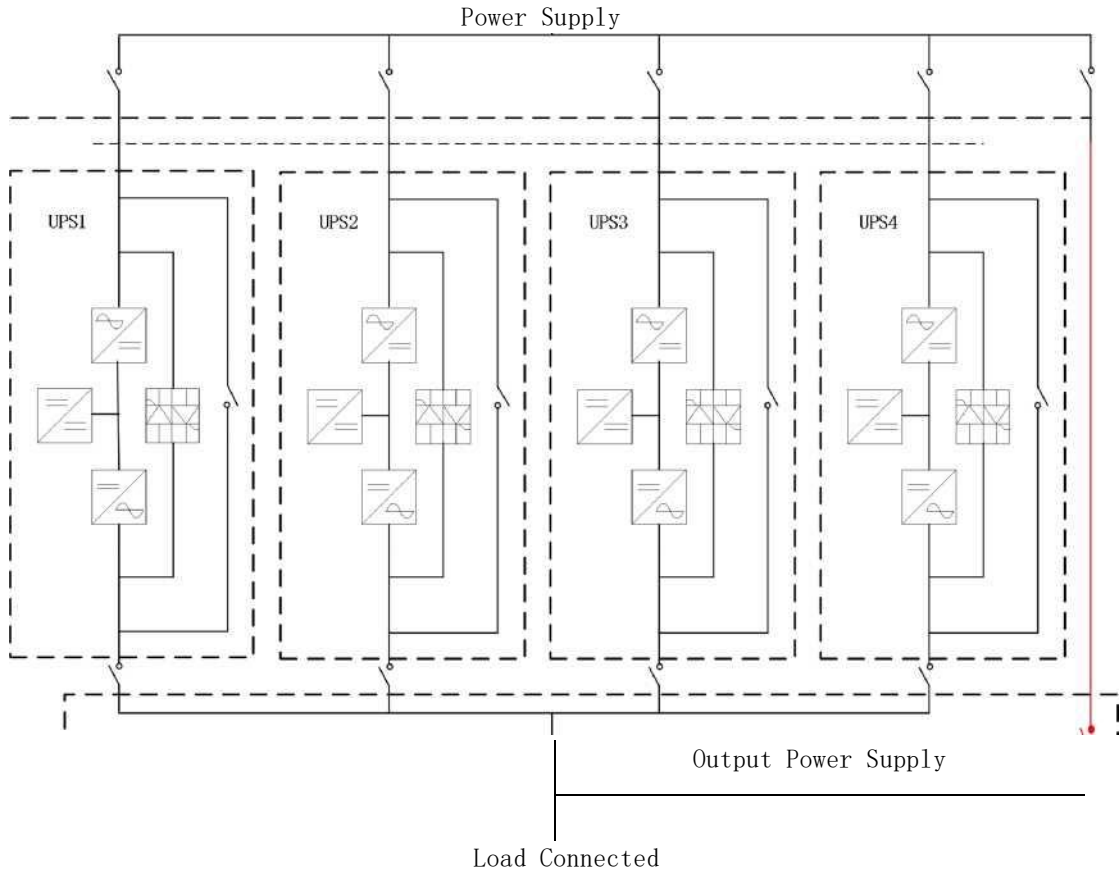 Power Supply
UPS1
UPS2
UPS3
UPS4
Output Power Supply
Load Connected